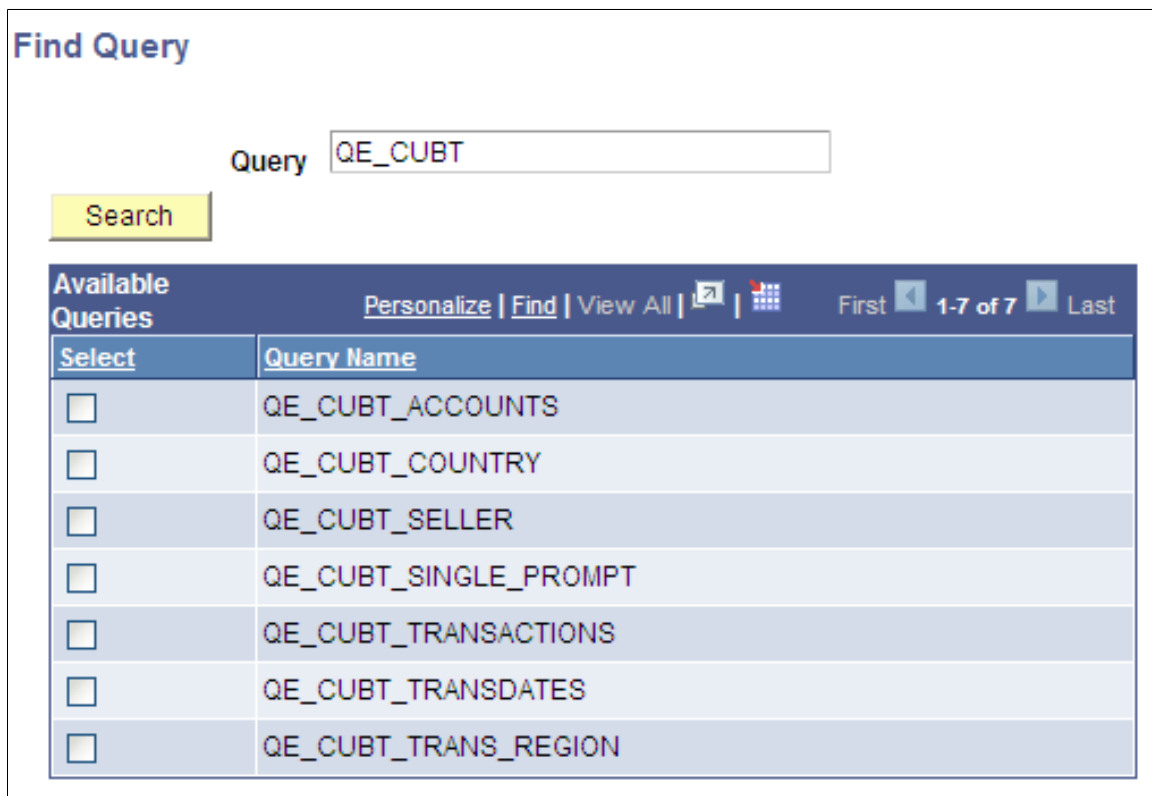 Find Query
Query QE_CUBT
Search
Available Queries Personalize | Find | View All | | First 1-7 of 7 Last
Select Query Name
QE_CUBT_ACCOUNTS
QE_CUBT_COUNTRY
QE_CUBT_SELLER
QE_CUBT_SINGLE_PROMPT
QE_CUBT_TRANSACTIONS
QE_CUBT_TRANSDATES
QE_CUBT_TRANS_REGION